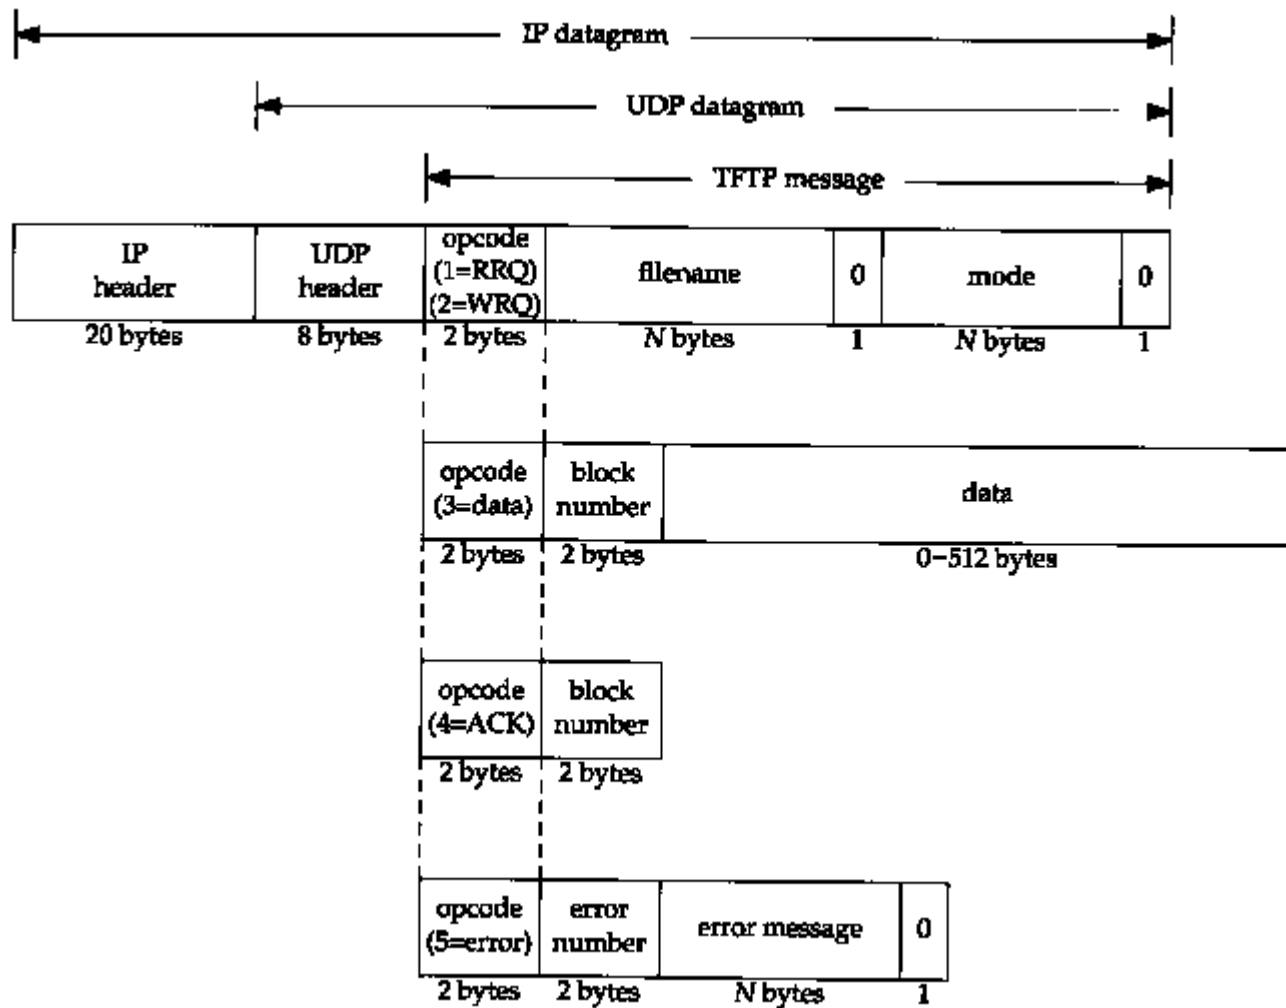 IP datagram
UDP datagram
TFTP message
IP
header
UDP
header
opcode
(1=RRQ)
(2=WRQ)
filename
0
mode
0
20 bytes
8 bytes
2 bytes
N bytes
1
N bytes
1
opcode
(3=data)
block
number
data
2 bytes
2 bytes
0–512 bytes
opcode
(4=ACK)
block
number
2 bytes
2 bytes
opcode
(5=error)
error
number
error message
0
2 bytes
2 bytes
N bytes
1